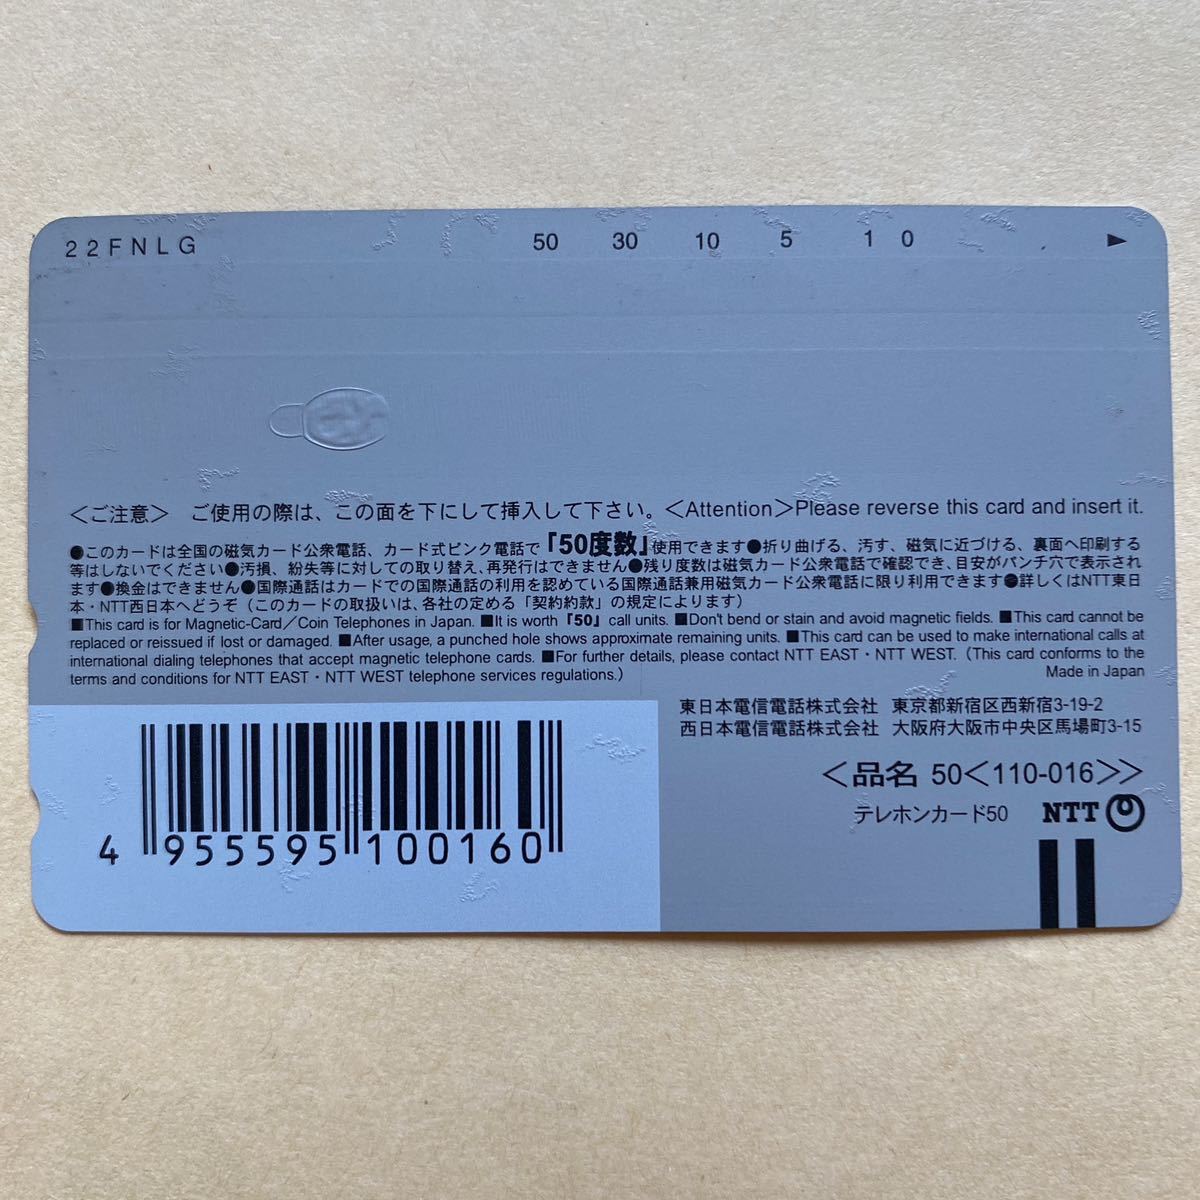 22FNLG 50 30 10 5 1 0 ►
<ご注意> ご使用の際は、この面を下にして挿入して下さい。<Attention>Please reverse this card and insert it.
●このカードは全国の磁気カード公衆電話、カード式ピンク電話で「50度数」使用できます●折り曲げる、汚す、磁気に近づける、裏面へ印刷する
等はしないでください●汚損、紛失等に対しての取り替え、再発行はできません●残り度数は磁気カード公衆電話で確認でき、目安がパンチ穴で表示され
ます●換金はできません●国際通話はカードでの国際通話の利用を認めている国際通話兼用磁気カード公衆電話に限り利用できます●詳しくはNTT東日
本・NTT西日本へどうぞ(このカードの取扱いは、各社の定める「契約約款」の規定によります)
■This card is for Magnetic-Card/Coin Telephones in Japan. ■It is worth「50」call units. ■Don't bend or stain and avoid magnetic fields. ■This card cannot be
replaced or reissued if lost or damaged. ■After usage, a punched hole shows approximate remaining units. ■This card can be used to make international calls at
international dialing telephones that accept magnetic telephone cards. ■For further details, please contact NTT EAST・NTT WEST. (This card conforms to the
terms and conditions for NTT EAST・NTT WEST telephone services regulations.) Made in Japan
東日本電信電話株式会社 東京都新宿区西新宿3-19-2
西日本電信電話株式会社 大阪府大阪市中央区馬場町3-15
<品名 50<110-016>>
テレホンカード50 NTT
4 955595 100160